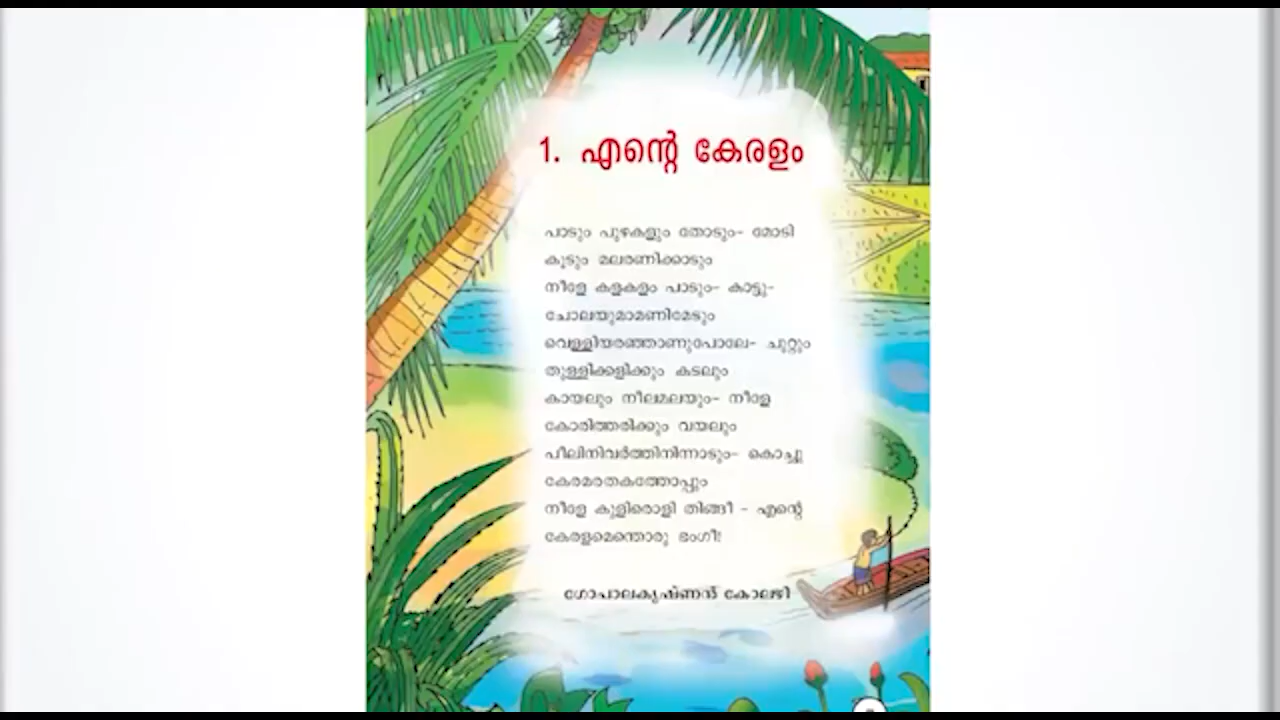 1. എന്റെ കേരളം
പാടും പുഴകളും തോടും- മോടി
കൂടും മലരണിക്കാടും
നീളേ കളകളം പാടും- കാട്ടു-
ചോലയുമാമണിമേടും
വെള്ളിയരഞ്ഞാണുപോലേ- ചുറ്റും
തുള്ളിക്കളിക്കും കടലും
കായലും നീലമലയും- നീളേ
കോരിത്തരിക്കും വയലും
പീലിനിവർത്തിനിന്നാടും- കൊച്ചു
കേരമരതകത്തോപ്പും
നീളേ കുളിരൊളി തിങ്ങീ - എന്റെ
കേരളമെന്തൊരു ഭംഗീ!
ഗോപാലകൃഷ്ണൻ കോലഴി